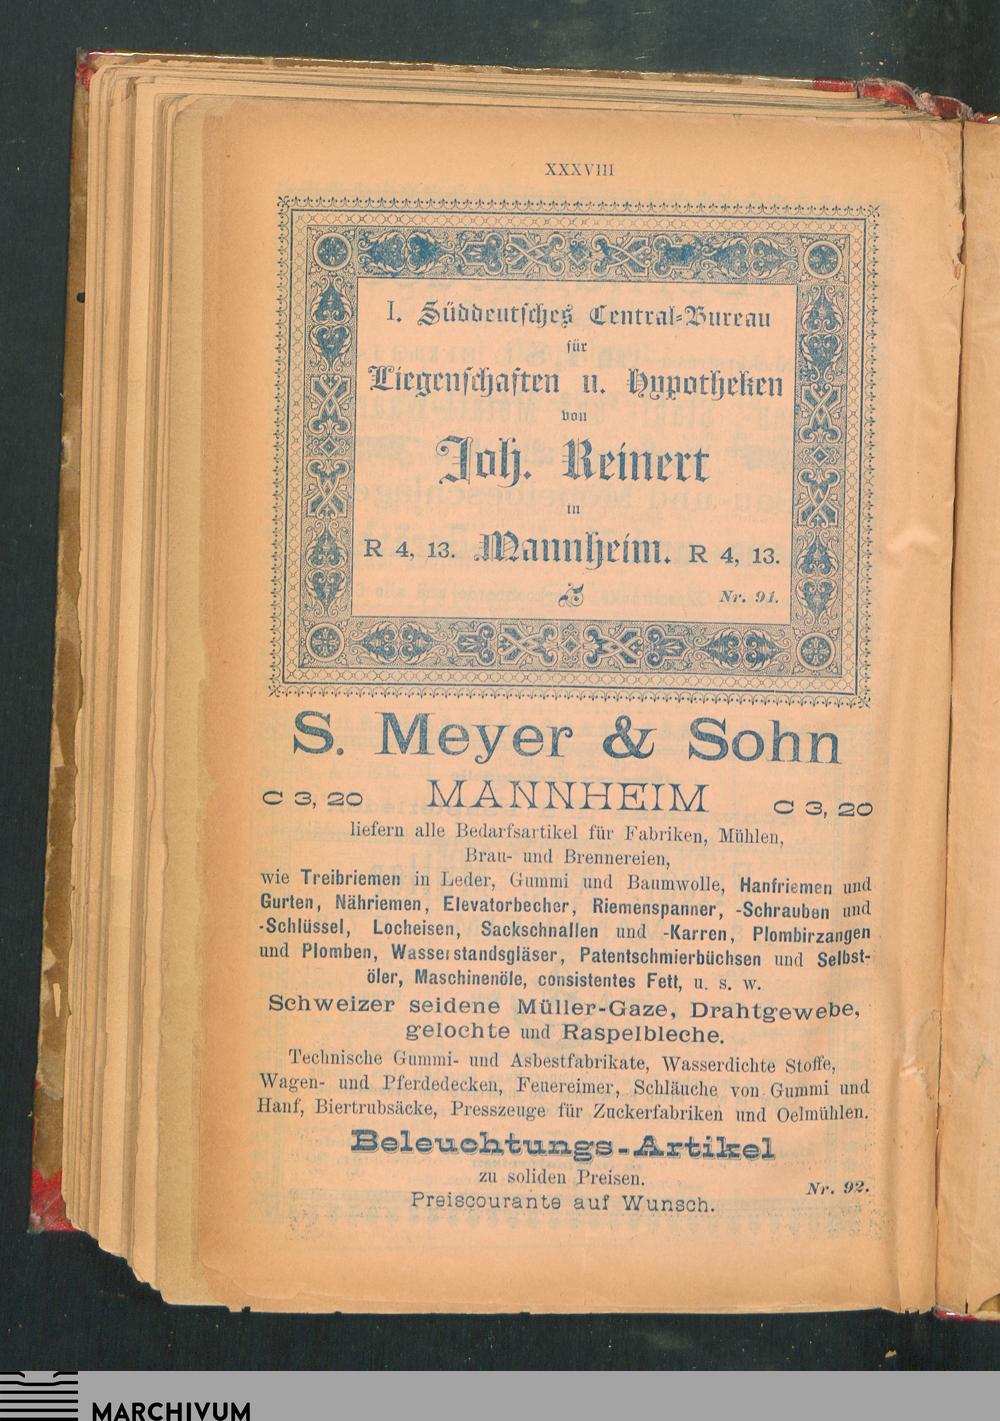 XXXVIII
I. Süddeutsches Central-Bureau
für
Liegenschaften u. Hypotheken
von
Joh. Reinert
in
R 4, 13. Mannheim. R 4, 13.
Nr. 91.
S. Meyer & Sohn
C 3, 20 MANNHEIM C 3, 20
liefern alle Bedarfsartikel für Fabriken, Mühlen,
Brau- und Brennereien,
wie Treibriemen in Leder, Gummi und Baumwolle, Hanfriemen und
Gurten, Nähriemen, Elevatorbecher, Riemenspanner, -Schrauben und
-Schlüssel, Locheisen, Sackschnallen und -Karren, Plombirzangen
und Plomben, Wasserstandsgläser, Patentschmierbüchsen und Selbst-
öler, Maschinenöle, consistentes Fett, u. s. w.
Schweizer seidene Müller-Gaze, Drahtgewebe,
gelochte und Raspelbleche.
Technische Gummi- und Asbestfabrikate, Wasserdichte Stoffe,
Wagen- und Pferdedecken, Feuereimer, Schläuche von Gummi und
Hanf, Biertrubsäcke, Presszeuge für Zuckerfabriken und Oelmühlen.
Beleuchtungs-Artikel
zu soliden Preisen.
Nr. 92.
Preiscourante auf Wunsch.
MARCHIVUM